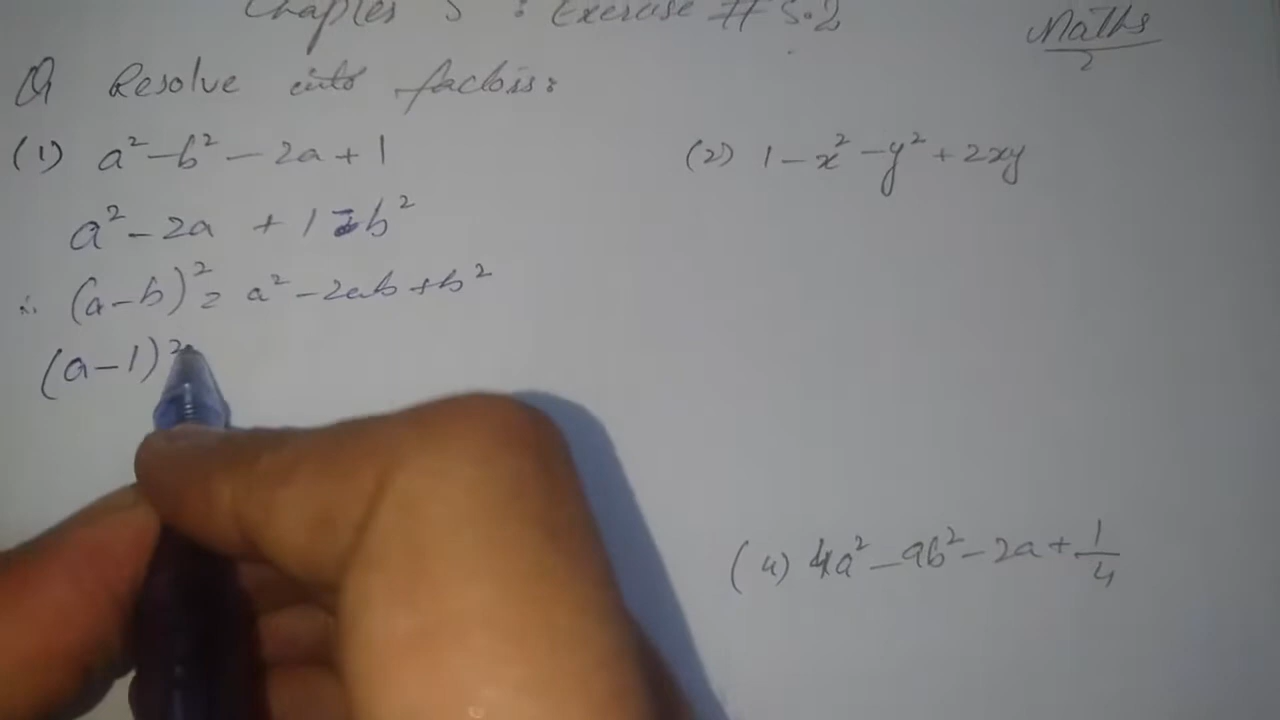 Chapter 5 : Exercise # 5.2
Maths
Q Resolve into factors:
(1) a² - b² - 2a + 1
(2) 1 - x² - y² + 2xy
a² - 2a + 1 - b²
∴ (a - b)² = a² - 2ab + b²
(a - 1)²
(4) 4a² - 9b² - 2a + 1/4